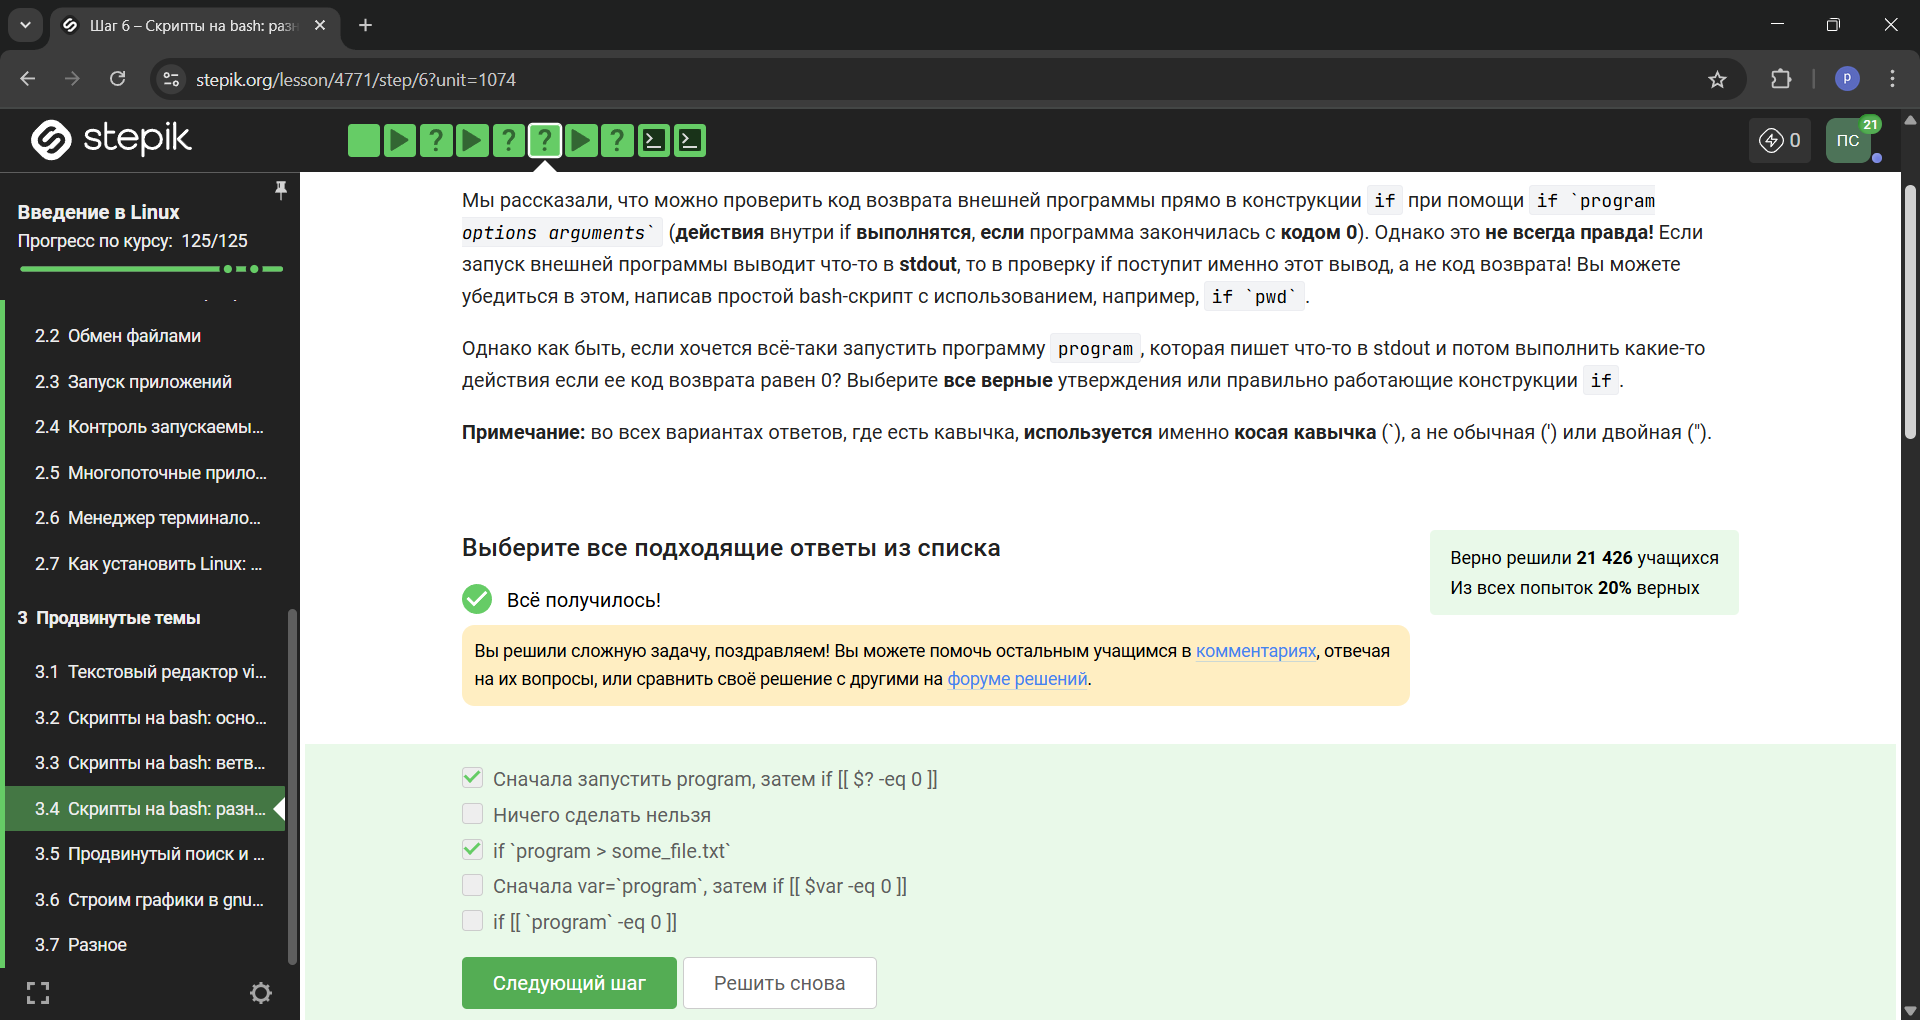 Шаг 6 – Скрипты на bash: разн
stepik.org/lesson/4771/step/6?unit=1074
P
stepik
? ? ? ?
0
ПС
21
Введение в Linux
Прогресс по курсу: 125/125
2.2 Обмен файлами
2.3 Запуск приложений
2.4 Контроль запускаемы...
2.5 Многопоточные прило...
2.6 Менеджер терминало...
2.7 Как установить Linux: ...
3 Продвинутые темы
3.1 Текстовый редактор vi...
3.2 Скрипты на bash: осно...
3.3 Скрипты на bash: ветв...
3.4 Скрипты на bash: разн...
3.5 Продвинутый поиск и ...
3.6 Строим графики в gnu...
3.7 Разное
Мы рассказали, что можно проверить код возврата внешней программы прямо в конструкции if при помощи if `program
options arguments` (действия внутри if выполнятся, если программа закончилась с кодом 0). Однако это не всегда правда! Если
запуск внешней программы выводит что-то в stdout, то в проверку if поступит именно этот вывод, а не код возврата! Вы можете
убедиться в этом, написав простой bash-скрипт с использованием, например, if `pwd` .
Однако как быть, если хочется всё-таки запустить программу program , которая пишет что-то в stdout и потом выполнить какие-то
действия если ее код возврата равен 0? Выберите все верные утверждения или правильно работающие конструкции if .
Примечание: во всех вариантах ответов, где есть кавычка, используется именно косая кавычка (`), а не обычная (') или двойная (").
Выберите все подходящие ответы из списка
Верно решили 21 426 учащихся
Из всех попыток 20% верных
Всё получилось!
Вы решили сложную задачу, поздравляем! Вы можете помочь остальным учащимся в комментариях, отвечая
на их вопросы, или сравнить своё решение с другими на форуме решений.
Сначала запустить program, затем if [[ $? -eq 0 ]]
Ничего сделать нельзя
if `program > some_file.txt`
Сначала var=`program`, затем if [[ $var -eq 0 ]]
if [[ `program` -eq 0 ]]
Следующий шаг
Решить снова